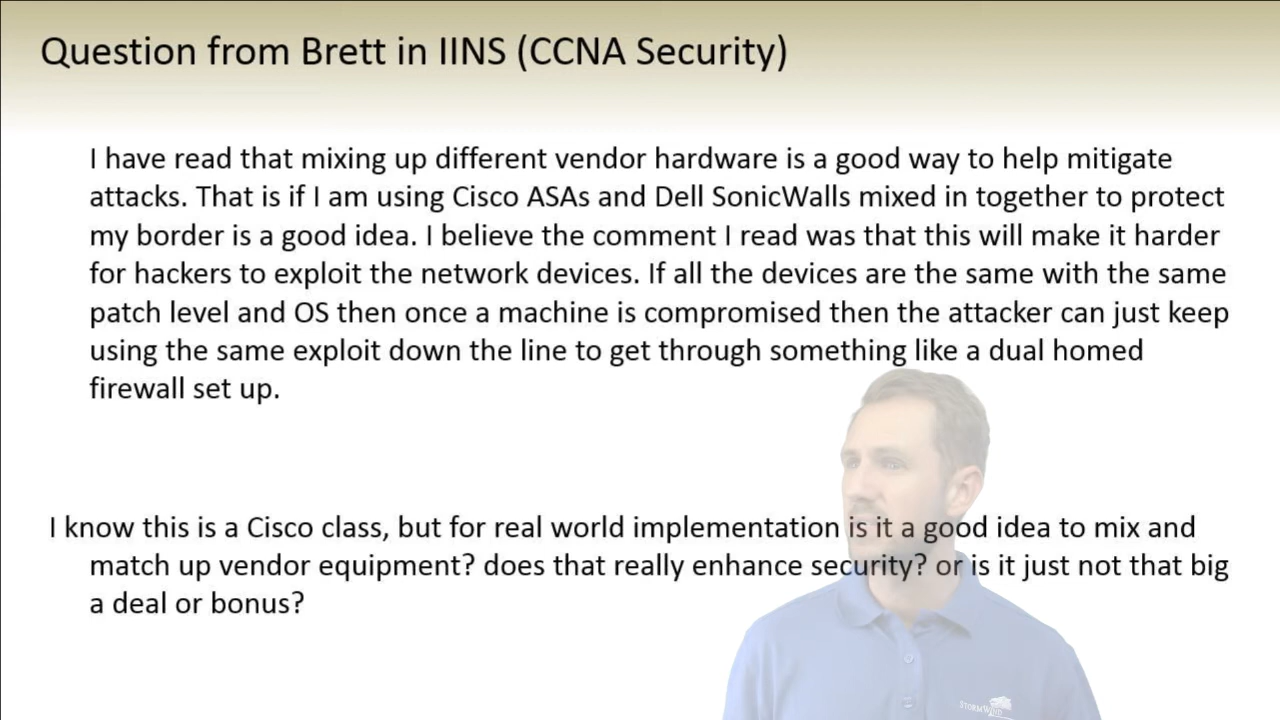 Question from Brett in IINS (CCNA Security)
I have read that mixing up different vendor hardware is a good way to help mitigate
attacks. That is if I am using Cisco ASAs and Dell SonicWalls mixed in together to protect
my border is a good idea. I believe the comment I read was that this will make it harder
for hackers to exploit the network devices. If all the devices are the same with the same
patch level and OS then once a machine is compromised then the attacker can just keep
using the same exploit down the line to get through something like a dual homed
firewall set up.
I know this is a Cisco class, but for real world implementation is it a good idea to mix and
match up vendor equipment? does that really enhance security? or is it just not that big
a deal or bonus?
STORMWIND